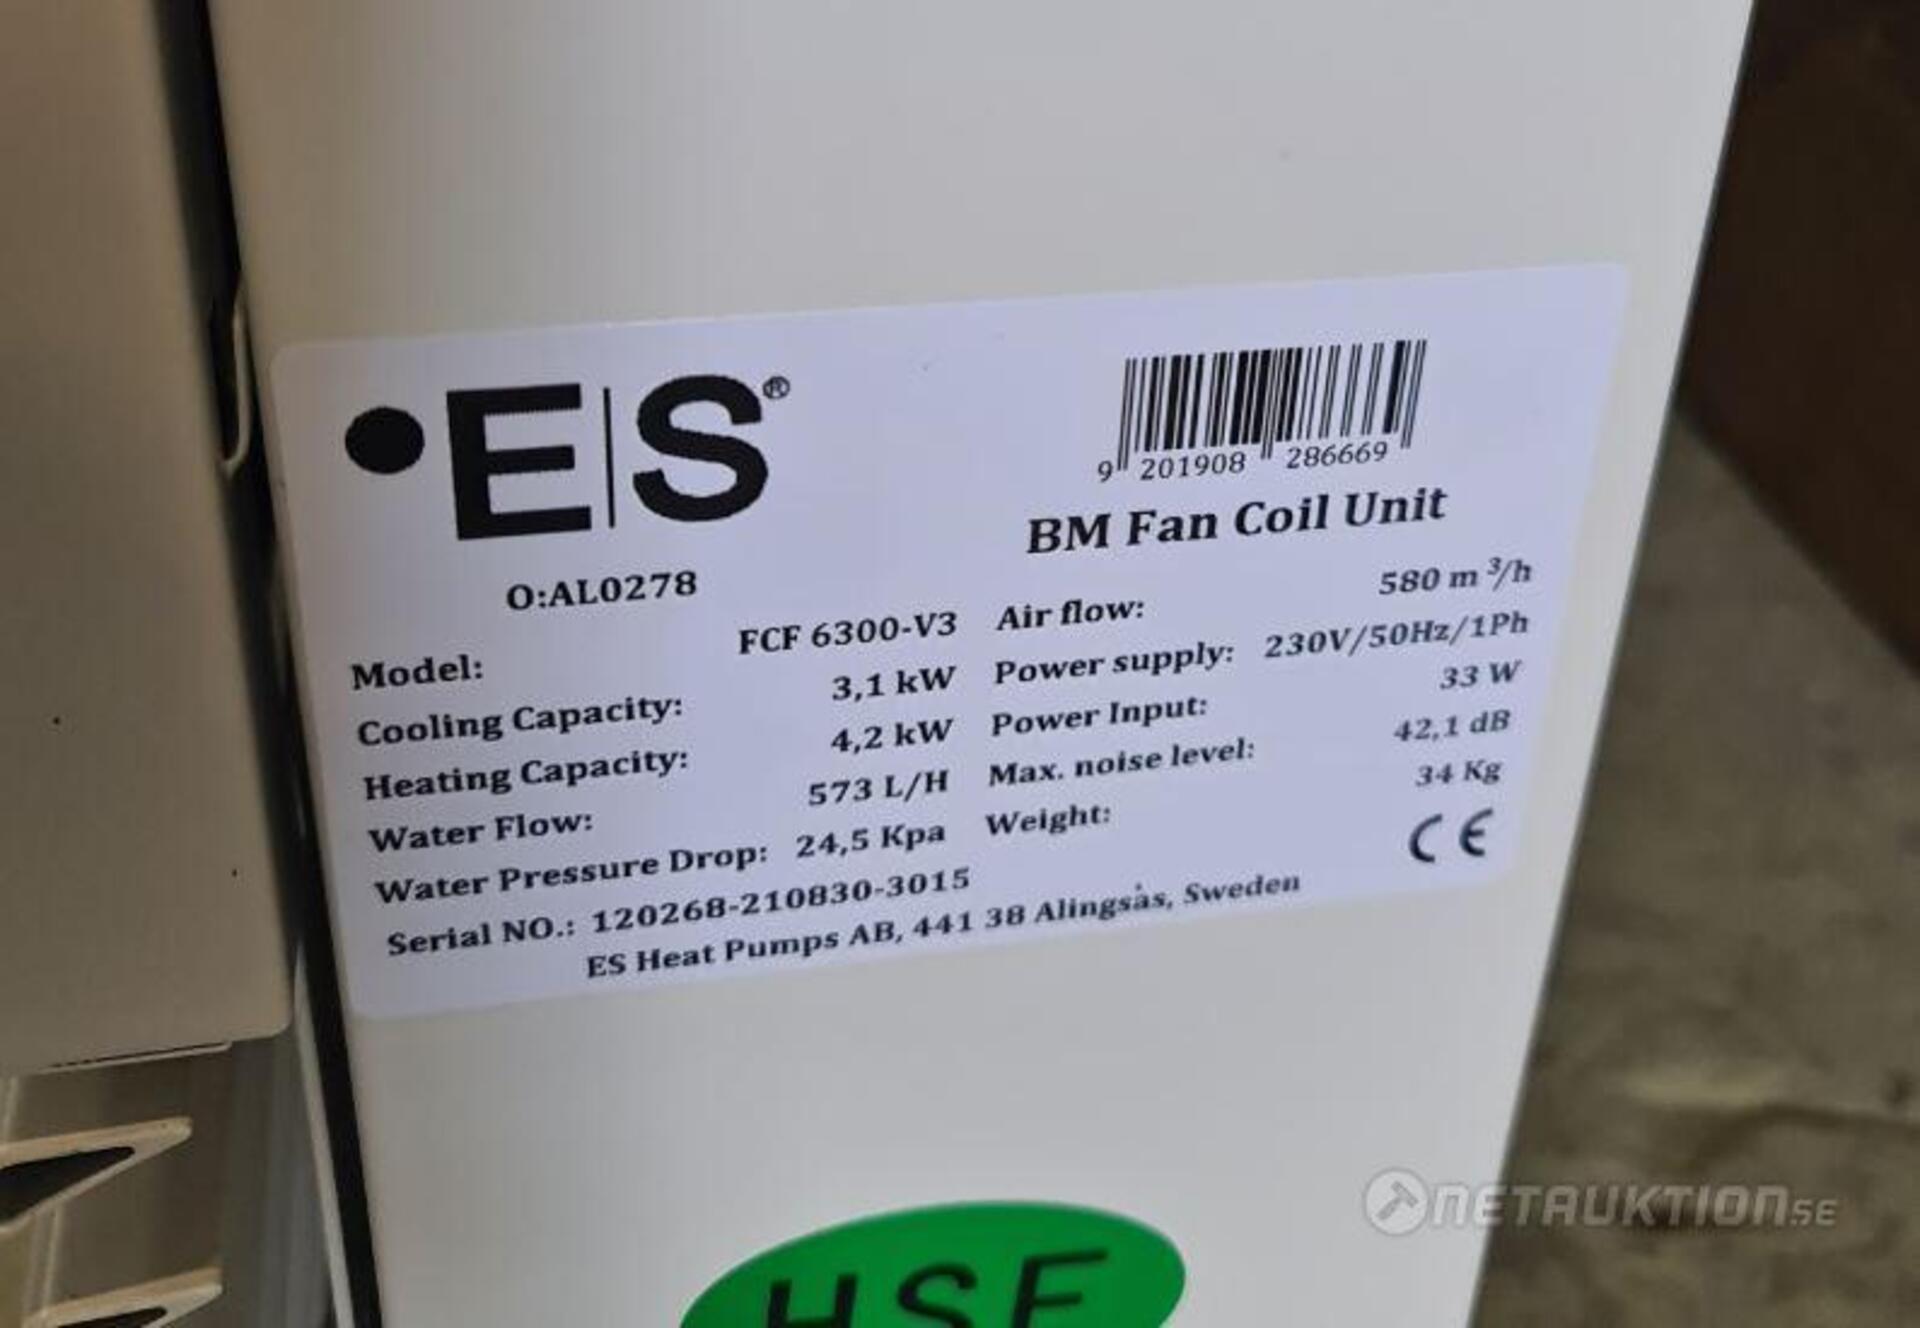 E|S®
9 201908 286669
BM Fan Coil Unit
O:AL0278
Model: FCF 6300-V3
Cooling Capacity: 3,1 kW
Heating Capacity: 4,2 kW
Water Flow: 573 L/H
Water Pressure Drop: 24,5 Kpa
Air flow: 580 m³/h
Power supply: 230V/50Hz/1Ph
Power Input: 33 W
Max. noise level: 42,1 dB
Weight: 34 Kg
Serial NO.: 120268-210830-3015
ES Heat Pumps AB, 441 38 Alingsås, Sweden
CE
HSF
NETAUKTION.SE